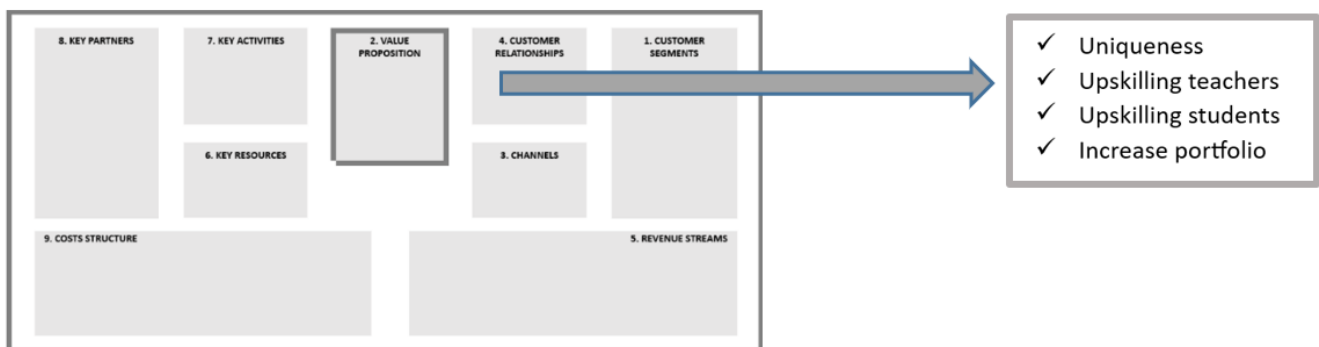 8. KEY PARTNERS
7. KEY ACTIVITIES
2. VALUE
PROPOSITION
4. CUSTOMER
RELATIONSHIPS
1. CUSTOMER
SEGMENTS
6. KEY RESOURCES
3. CHANNELS
9. COSTS STRUCTURE
5. REVENUE STREAMS
✓ Uniqueness
✓ Upskilling teachers
✓ Upskilling students
✓ Increase portfolio